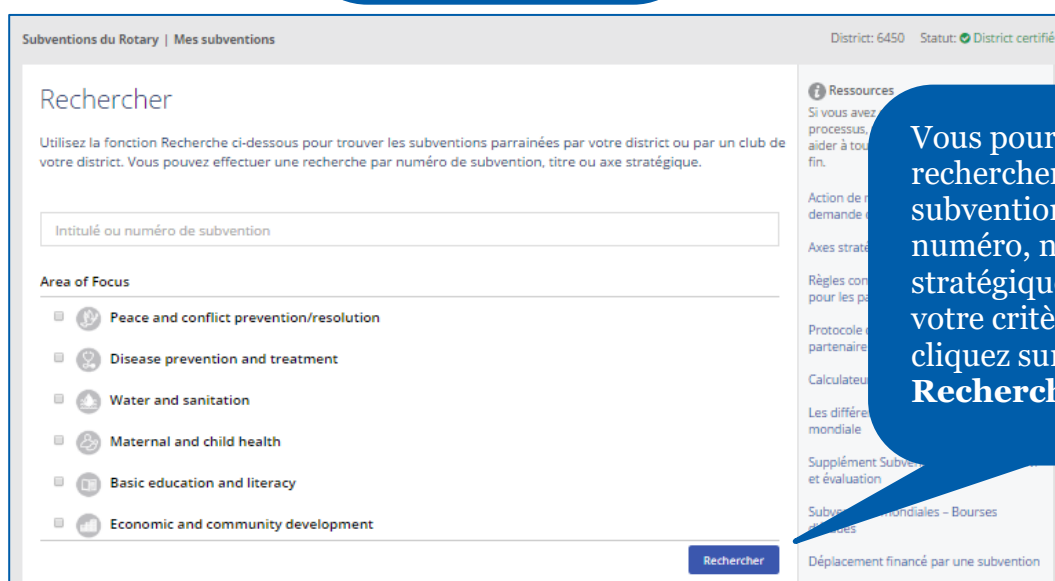 Subventions du Rotary | Mes subventions
District: 6450 Statut: District certifié
Rechercher
Utilisez la fonction Recherche ci-dessous pour trouver les subventions parrainées par votre district ou par un club de
votre district. Vous pouvez effectuer une recherche par numéro de subvention, titre ou axe stratégique.
Intitulé ou numéro de subvention
Area of Focus
Peace and conflict prevention/resolution
Disease prevention and treatment
Water and sanitation
Maternal and child health
Basic education and literacy
Economic and community development
Rechercher
Ressources
Si vous avez
processus,
aider à tou
fin.
Action de
demande
Axes straté
Règles con
pour les pa
Protocole
partenaire
Calculateu
Les différe
mondiale
Supplément Subve
et évaluation
Subve mondiales – Bourses
Déplacement financé par une subvention
Vous pour
recherche
subvention
numéro, n
stratégique
votre critè
cliquez su
Recherch